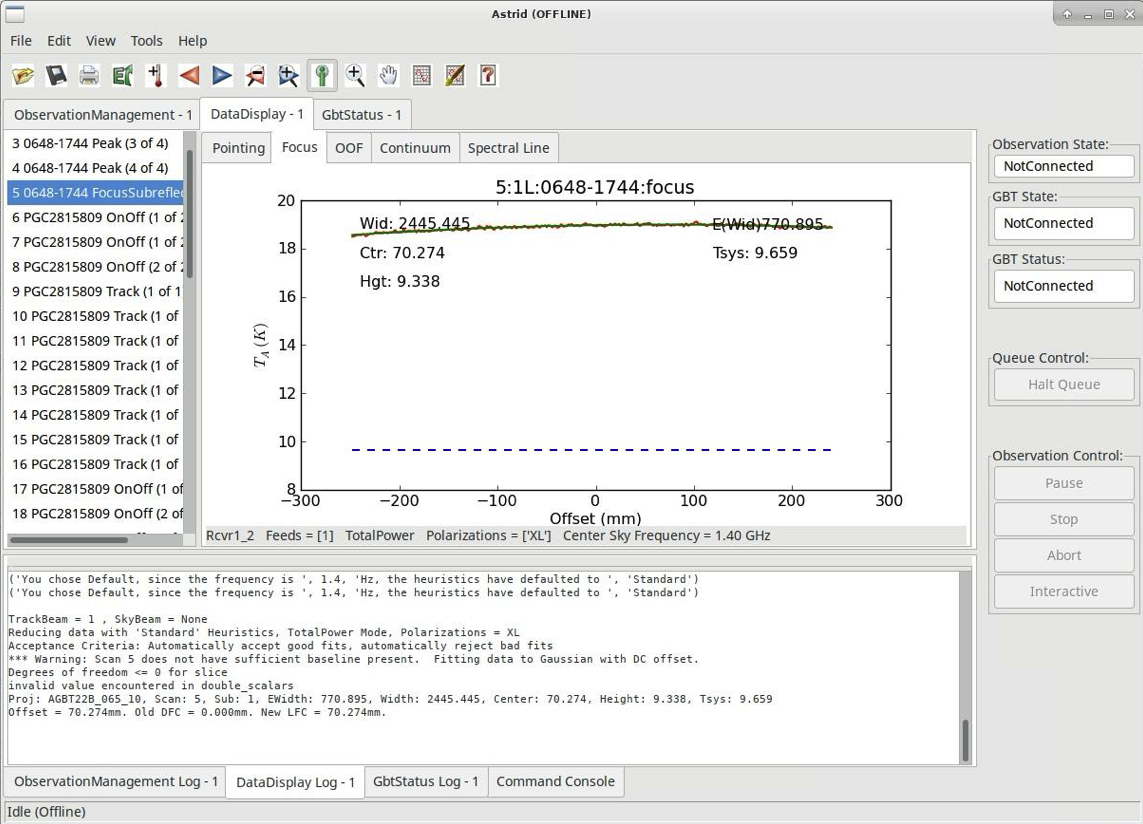 Astrid (OFFLINE)
File Edit View Tools Help
ObservationManagement - 1 DataDisplay - 1 GbtStatus - 1
3 0648-1744 Peak (3 of 4)
4 0648-1744 Peak (4 of 4)
5 0648-1744 FocusSubrefle
6 PGC2815809 OnOff (1 of 2
7 PGC2815809 OnOff (1 of 2
8 PGC2815809 OnOff (2 of 2
9 PGC2815809 Track (1 of 1
10 PGC2815809 Track (1 of
11 PGC2815809 Track (1 of
12 PGC2815809 Track (1 of
13 PGC2815809 Track (1 of
14 PGC2815809 Track (1 of
15 PGC2815809 Track (1 of
16 PGC2815809 Track (1 of
17 PGC2815809 OnOff (1 of
18 PGC2815809 OnOff (2 of
Pointing Focus OOF Continuum Spectral Line
5:1L:0648-1744:focus
20
18
16
14
12
10
8
T_A (K)
Wid: 2445.445 E(Wid)770.895
Ctr: 70.274 Tsys: 9.659
Hgt: 9.338
−300 −200 −100 0 100 200 300
Offset (mm)
Rcvr1_2 Feeds = [1] TotalPower Polarizations = ['XL'] Center Sky Frequency = 1.40 GHz
Observation State:
NotConnected
GBT State:
NotConnected
GBT Status:
NotConnected
Queue Control:
Halt Queue
Observation Control:
Pause
Stop
Abort
Interactive
('You chose Default, since the frequency is ', 1.4, 'Hz, the heuristics have defaulted to ', 'Standard')
('You chose Default, since the frequency is ', 1.4, 'Hz, the heuristics have defaulted to ', 'Standard')
TrackBeam = 1 , SkyBeam = None
Reducing data with 'Standard' Heuristics, TotalPower Mode, Polarizations = XL
Acceptance Criteria: Automatically accept good fits, automatically reject bad fits
*** Warning: Scan 5 does not have sufficient baseline present.  Fitting data to Gaussian with DC offset.
Degrees of freedom <= 0 for slice
invalid value encountered in double_scalars
Proj: AGBT22B_065_10, Scan: 5, Sub: 1, EWidth: 770.895, Width: 2445.445, Center: 70.274, Height: 9.338, Tsys: 9.659
Offset = 70.274mm. Old DFC = 0.000mm. New LFC = 70.274mm.
ObservationManagement Log - 1 DataDisplay Log - 1 GbtStatus Log - 1 Command Console
Idle (Offline)